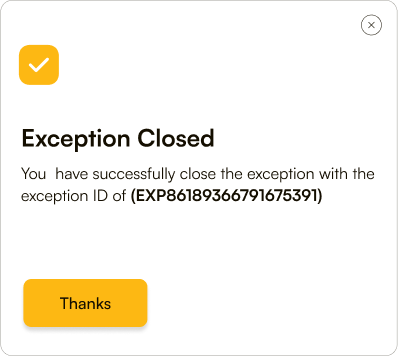 Exception Closed
You  have successfully close the exception with the
exception ID of (EXP86189366791675391)
Thanks